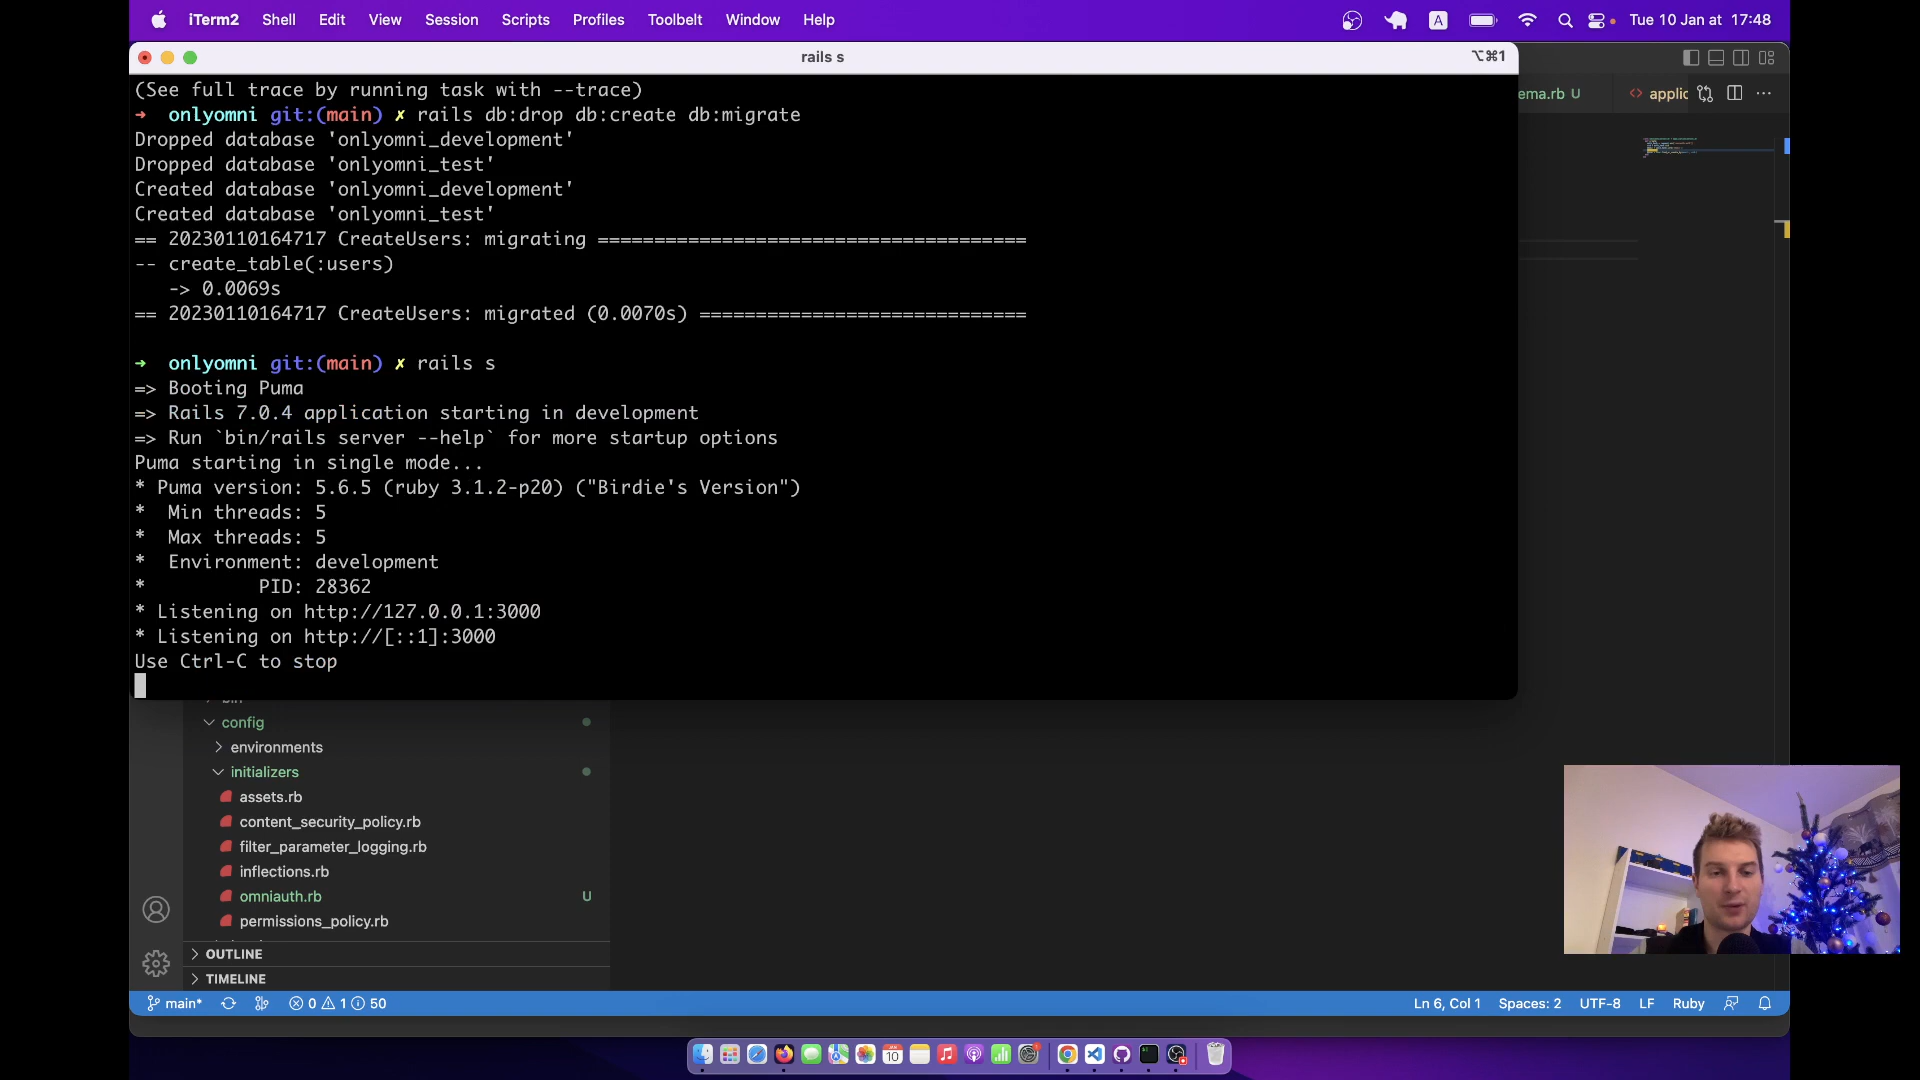 iTerm2 Shell Edit View Session Scripts Profiles Toolbelt Window Help
A
Tue 10 Jan at 17:48
rails s
⌥⌘1
(See full trace by running task with --trace)
→ onlyomni git:(main) ✗ rails db:drop db:create db:migrate
Dropped database 'onlyomni_development'
Dropped database 'onlyomni_test'
Created database 'onlyomni_development'
Created database 'onlyomni_test'
== 20230110164717 CreateUsers: migrating ======================================
-- create_table(:users)
-> 0.0069s
== 20230110164717 CreateUsers: migrated (0.0070s) =============================
→ onlyomni git:(main) ✗ rails s
=> Booting Puma
=> Rails 7.0.4 application starting in development
=> Run `bin/rails server --help` for more startup options
Puma starting in single mode...
* Puma version: 5.6.5 (ruby 3.1.2-p20) ("Birdie's Version")
* Min threads: 5
* Max threads: 5
* Environment: development
* PID: 28362
* Listening on http://127.0.0.1:3000
* Listening on http://[::1]:3000
Use Ctrl-C to stop
ema.rb U
<> applic
config
environments
initializers
assets.rb
content_security_policy.rb
filter_parameter_logging.rb
inflections.rb
omniauth.rb U
permissions_policy.rb
OUTLINE
TIMELINE
main* 0 1 50
Ln 6, Col 1 Spaces: 2 UTF-8 LF Ruby
10